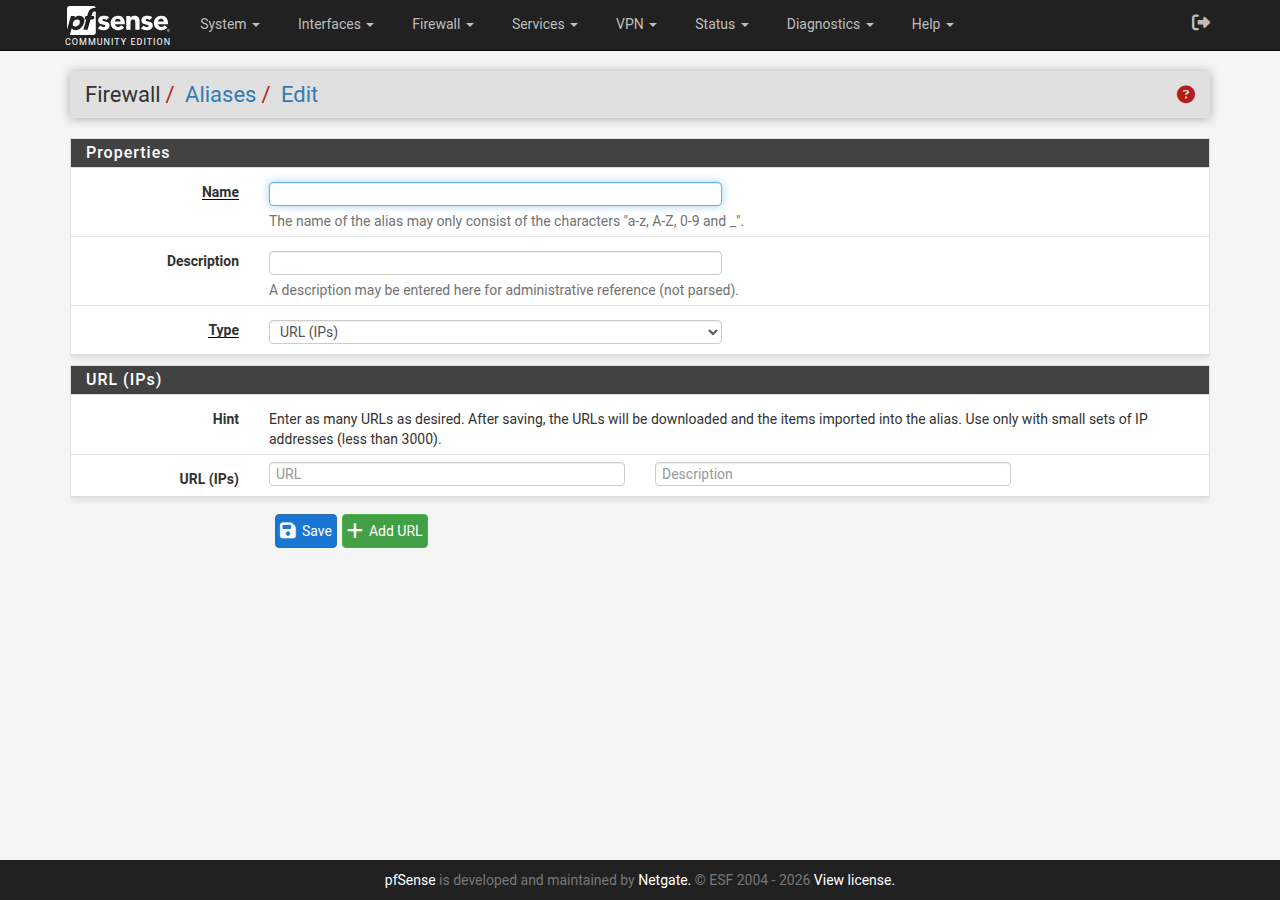 pfsense
COMMUNITY EDITION
System Interfaces Firewall Services VPN Status Diagnostics Help
Firewall / Aliases / Edit
?
Properties
Name
The name of the alias may only consist of the characters "a-z, A-Z, 0-9 and _".
Description
A description may be entered here for administrative reference (not parsed).
Type URL (IPs)
URL (IPs)
Hint Enter as many URLs as desired. After saving, the URLs will be downloaded and the items imported into the alias. Use only with small sets of IP
addresses (less than 3000).
URL (IPs) URL Description
Save Add URL
pfSense is developed and maintained by Netgate. © ESF 2004 - 2026 View license.